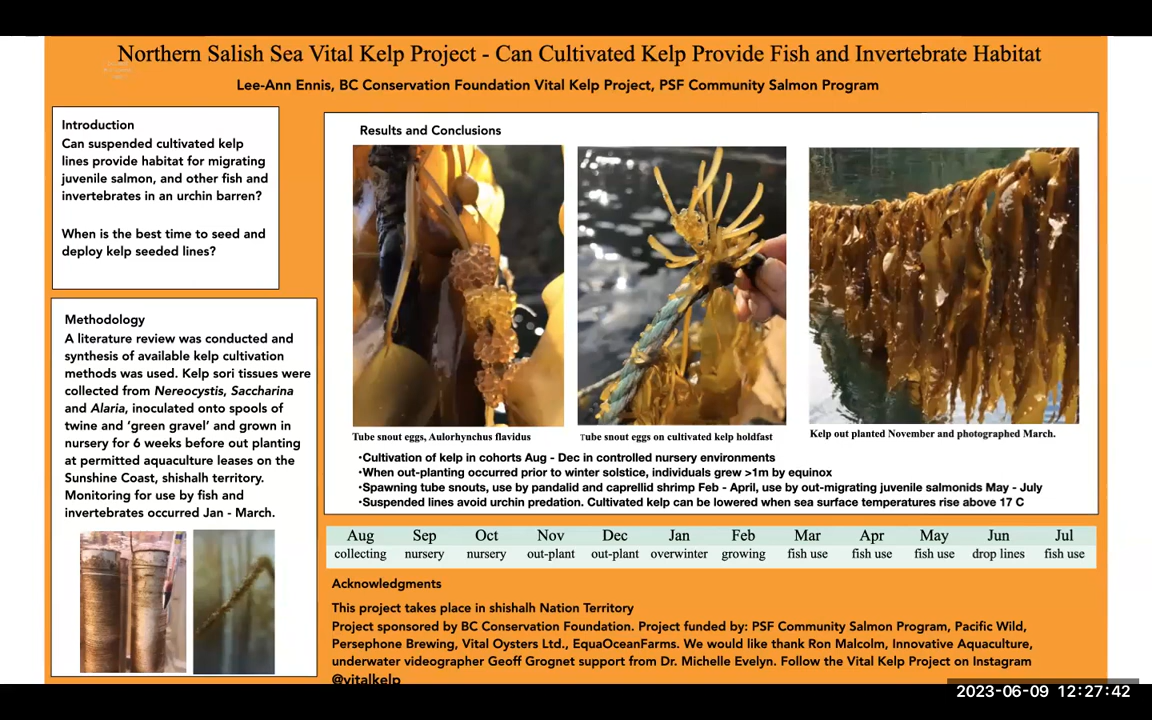 Northern Salish Sea Vital Kelp Project - Can Cultivated Kelp Provide Fish and Invertebrate Habitat
Lee-Ann Ennis, BC Conservation Foundation Vital Kelp Project, PSF Community Salmon Program
Introduction
Can suspended cultivated kelp
lines provide habitat for migrating
juvenile salmon, and other fish and
invertebrates in an urchin barren?
When is the best time to seed and
deploy kelp seeded lines?
Methodology
A literature review was conducted and
synthesis of available kelp cultivation
methods was used. Kelp sori tissues were
collected from Nereocystis, Saccharina
and Alaria, inoculated onto spools of
twine and ‘green gravel’ and grown in
nursery for 6 weeks before out planting
at permitted aquaculture leases on the
Sunshine Coast, shishalh territory.
Monitoring for use by fish and
invertebrates occurred Jan - March.
Results and Conclusions
Tube snout eggs, Aulorhynchus flavidus
Tube snout eggs on cultivated kelp holdfast
Kelp out planted November and photographed March.
•Cultivation of kelp in cohorts Aug - Dec in controlled nursery environments
•When out-planting occurred prior to winter solstice, individuals grew >1m by equinox
•Spawning tube snouts, use by pandalid and caprellid shrimp Feb - April, use by out-migrating juvenile salmonids May - July
•Suspended lines avoid urchin predation. Cultivated kelp can be lowered when sea surface temperatures rise above 17 C
Aug Sep Oct Nov Dec Jan Feb Mar Apr May Jun Jul
collecting nursery nursery out-plant out-plant overwinter growing fish use fish use fish use drop lines fish use
Acknowledgments
This project takes place in shishalh Nation Territory
Project sponsored by BC Conservation Foundation. Project funded by: PSF Community Salmon Program, Pacific Wild,
Persephone Brewing, Vital Oysters Ltd., EquaOceanFarms. We would like thank Ron Malcolm, Innovative Aquaculture,
underwater videographer Geoff Grognet support from Dr. Michelle Evelyn. Follow the Vital Kelp Project on Instagram
@vitalkelp
2023-06-09 12:27:42